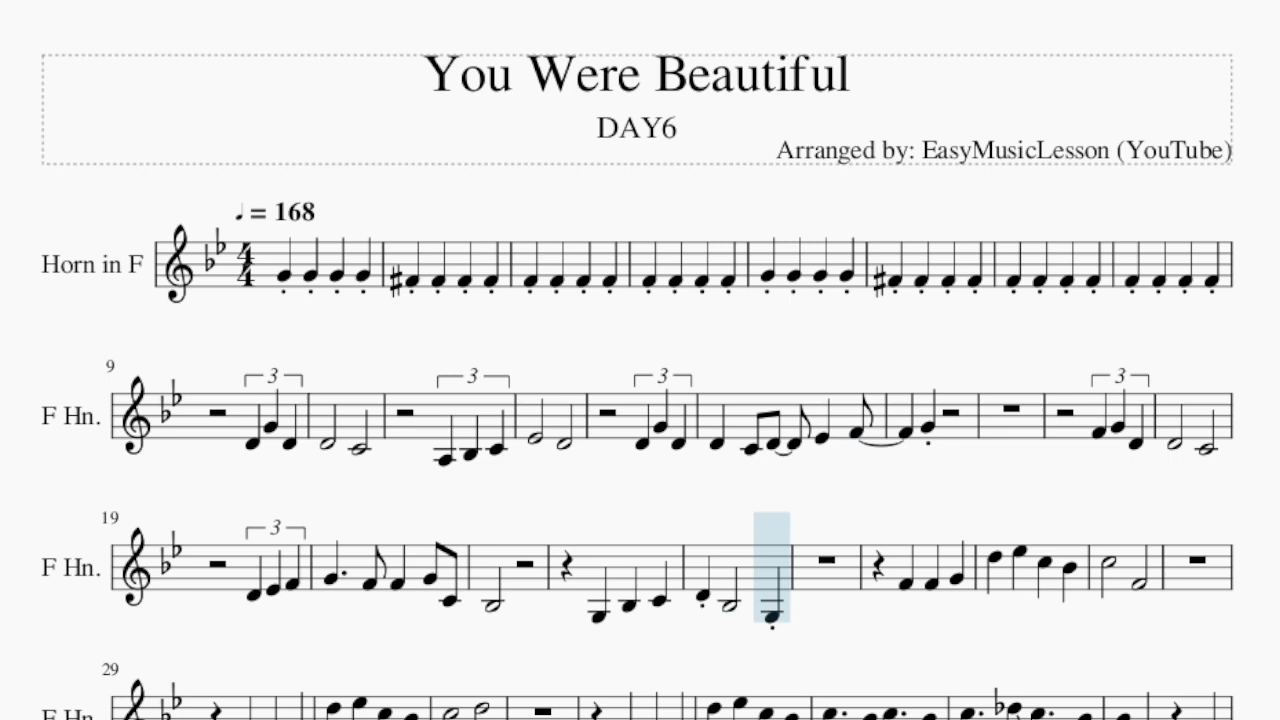 You Were Beautiful
DAY6
Arranged by: EasyMusicLesson (YouTube)
= 168
Horn in F
4
4
9
3
3
3
3
F Hn.
19
3
F Hn.
29
F Hn.